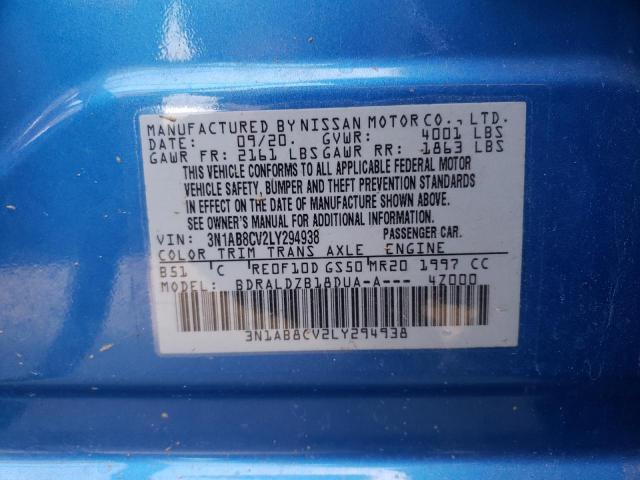 MANUFACTURED BY NISSAN MOTOR CO., LTD.
DATE: 09/20. GVWR: 4001 LBS
GAWR FR: 2161 LBS GAWR RR: 1863 LBS
THIS VEHICLE CONFORMS TO ALL APPLICABLE FEDERAL MOTOR
VEHICLE SAFETY, BUMPER AND THEFT PREVENTION STANDARDS
IN EFFECT ON THE DATE OF MANUFACTURE SHOWN ABOVE.
SEE OWNER'S MANUAL FOR ADDITIONAL INFORMATION.
VIN: 3N1AB8CV2LY294938 PASSENGER CAR.
COLOR TRIM TRANS AXLE ENGINE
B51 C RE0F10D GS50 MR20 1997 CC
MODEL: BDRALDZB18DUA-A--- 4Z000
3N1AB8CV2LY294938